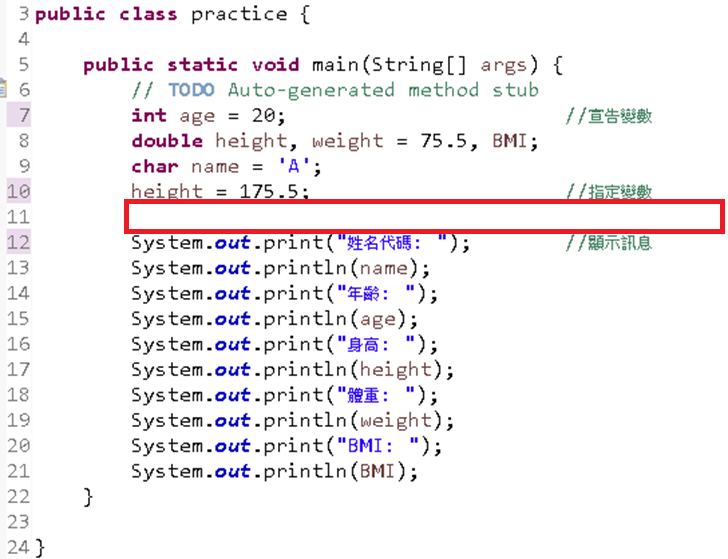 3 public class practice {
4
5     public static void main(String[] args) {
6         // TODO Auto-generated method stub
7         int age = 20;                          //宣告變數
8         double height, weight = 75.5, BMI;
9         char name = 'A';
10         height = 175.5;                        //指定變數
11
12         System.out.print("姓名代碼: ");        //顯示訊息
13         System.out.println(name);
14         System.out.print("年齡: ");
15         System.out.println(age);
16         System.out.print("身高: ");
17         System.out.println(height);
18         System.out.print("體重: ");
19         System.out.println(weight);
20         System.out.print("BMI: ");
21         System.out.println(BMI);
22     }
23
24 }